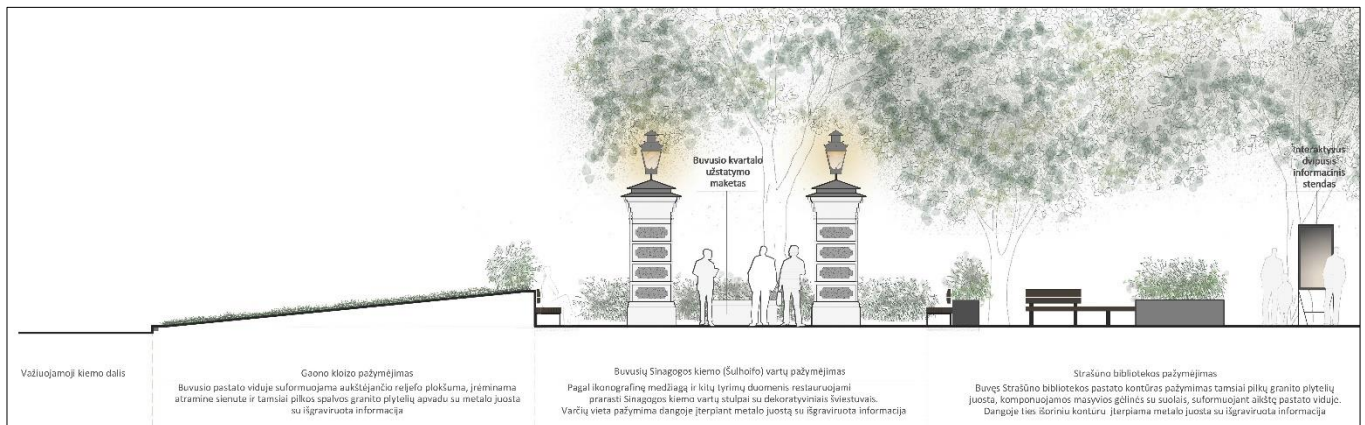 Buvusio kvartalo
užstatymo
maketas
Interaktyvus
dvipusis
informacinis
stendas
Važiuojamoji kiemo dalis
Gaono kloizo pažymėjimas
Buvusio pastato viduje suformuojama aukštėjančio reljefo plokšuma, įrėminama
atramine sienute ir tamsiai pilkos spalvos granito plytelių apvadu su metalo juosta
su išgraviruota informacija
Buvusių Sinagogos kiemo (Šulhoifo) vartų pažymėjimas
Pagal ikonografinę medžiagą ir kitų tyrimų duomenis restauruojami
prarasti Sinagogos kiemo vartų stulpai su dekoratyviniais šviestuvais.
Varčių vieta pažymima dangoje įterpiant metalo juostą su išgraviruota informacija
Strašūno bibliotekos pažymėjimas
Buvęs Strašūno bibliotekos pastato kontūras pažymimas tamsiai pilkų granito plytelių
juosta, komponuojamos masyvios gėlinės su suolais, suformuojant aikštę pastato viduje.
Dangoje ties išoriniu kontūru įterpiama metalo juosta su išgraviruota informacija